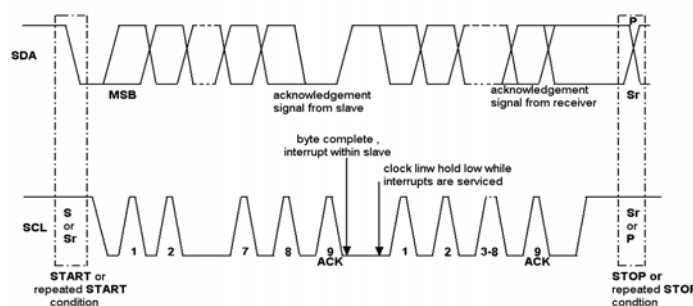 P
SDA
MSB
acknowledgement
signal from slave
acknowledgement
signal from receiver
Sr
byte complete ,
interrupt within slave
clock linw hold low while
interrupts are serviced
SCL
S
or
Sr
1 2 7 8 9 1 2 3-8 9
ACK ACK
Sr
or
P
START or
repeated START
condition
STOP or
repeated STOP
condition